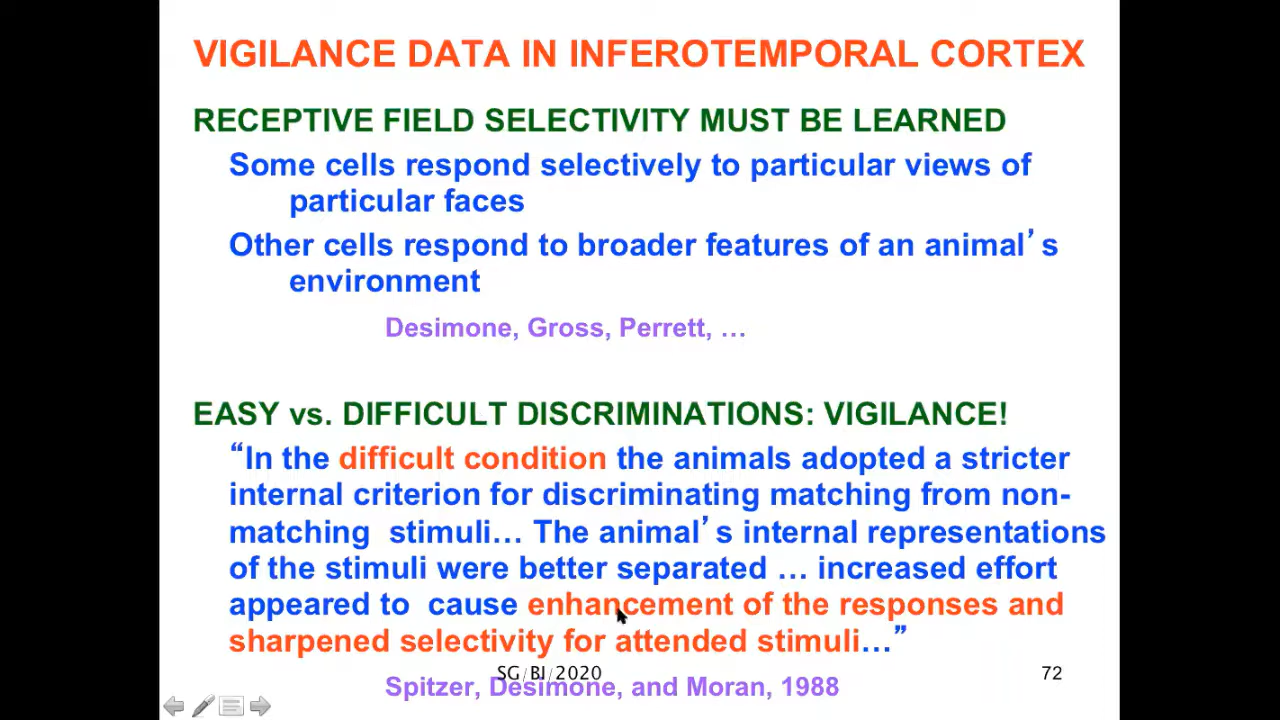 VIGILANCE DATA IN INFEROTEMPORAL CORTEX
RECEPTIVE FIELD SELECTIVITY MUST BE LEARNED
Some cells respond selectively to particular views of
particular faces
Other cells respond to broader features of an animal’s
environment
Desimone, Gross, Perrett, …
EASY vs. DIFFICULT DISCRIMINATIONS: VIGILANCE!
“In the difficult condition the animals adopted a stricter
internal criterion for discriminating matching from non-
matching stimuli… The animal’s internal representations
of the stimuli were better separated … increased effort
appeared to cause enhancement of the responses and
sharpened selectivity for attended stimuli…”
SG/BJ/2020
72
Spitzer, Desimone, and Moran, 1988